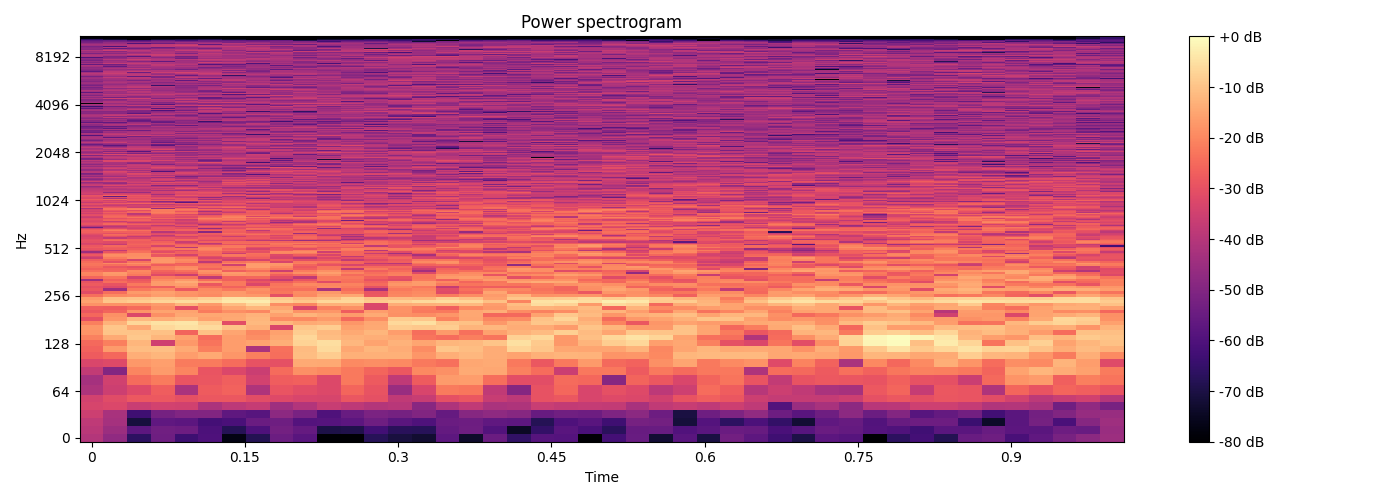 Power spectrogram
Hz
8192
4096
2048
1024
512
256
128
64
0
0 0.15 0.3 0.45 0.6 0.75 0.9
Time
+0 dB
-10 dB
-20 dB
-30 dB
-40 dB
-50 dB
-60 dB
-70 dB
-80 dB